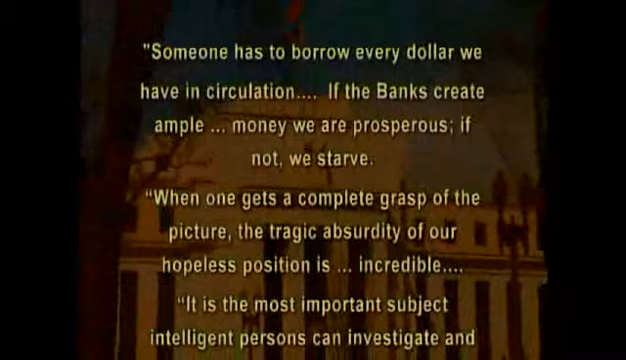 "Someone has to borrow every dollar we
have in circulation.... If the Banks create
ample ... money we are prosperous; if
not, we starve.
“When one gets a complete grasp of the
picture, the tragic absurdity of our
hopeless position is ... incredible....
“It is the most important subject
intelligent persons can investigate and